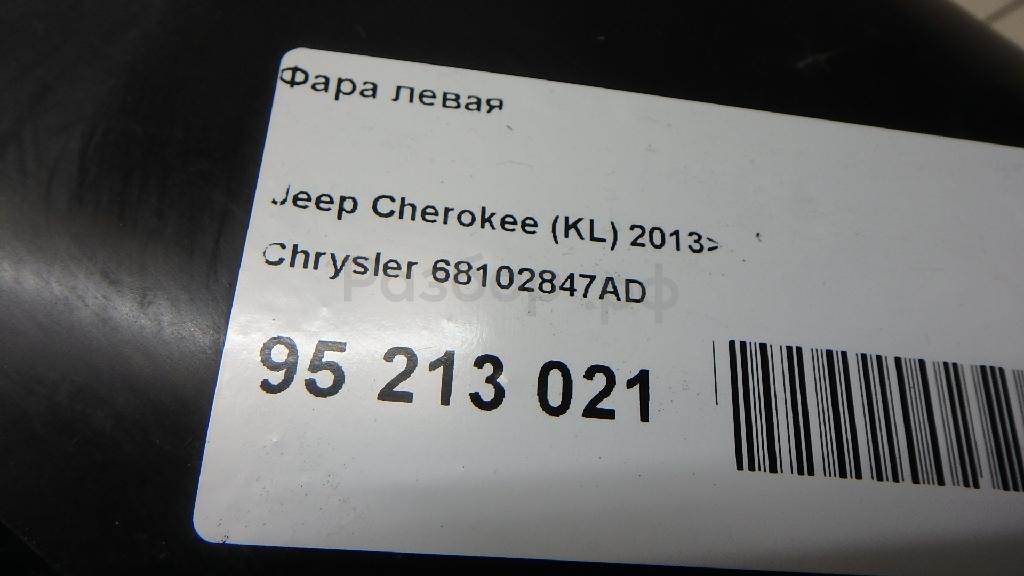 Фара левая
Jeep Cherokee (KL) 2013>
Chrysler 68102847AD
95 213 021